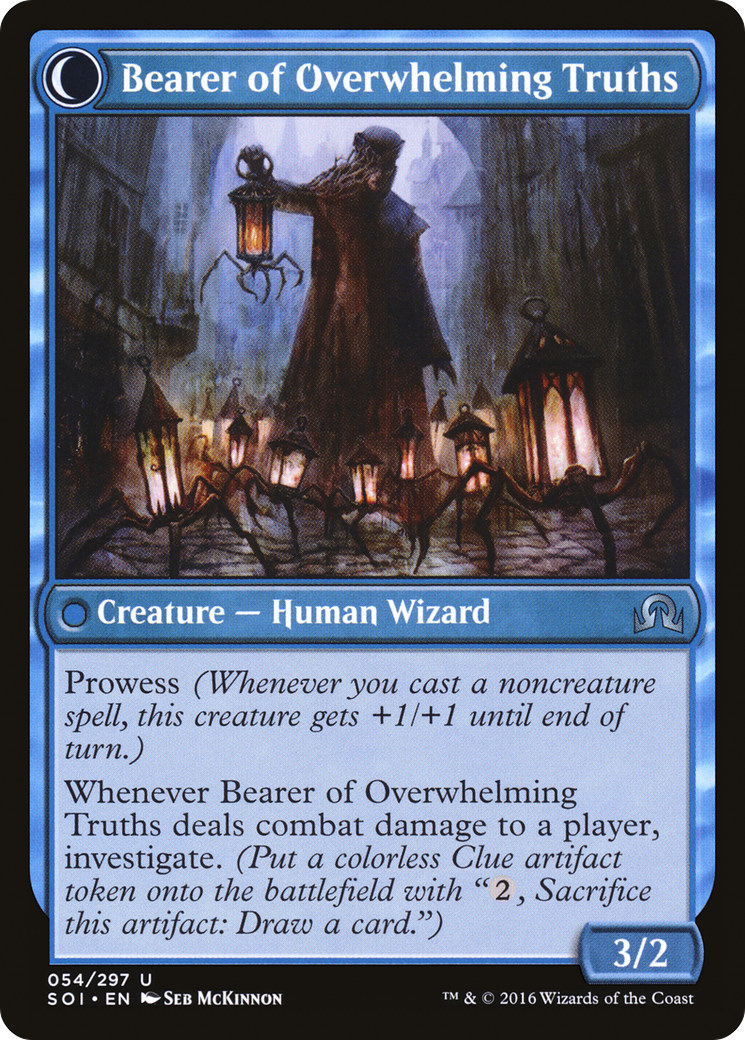 Bearer of Overwhelming Truths
Creature — Human Wizard
Prowess (Whenever you cast a noncreature
spell, this creature gets +1/+1 until end of
turn.)
Whenever Bearer of Overwhelming
Truths deals combat damage to a player,
investigate. (Put a colorless Clue artifact
token onto the battlefield with “2, Sacrifice
this artifact: Draw a card.”)
3/2
054/297 U
SOI • EN Seb McKinnon
™ & © 2016 Wizards of the Coast